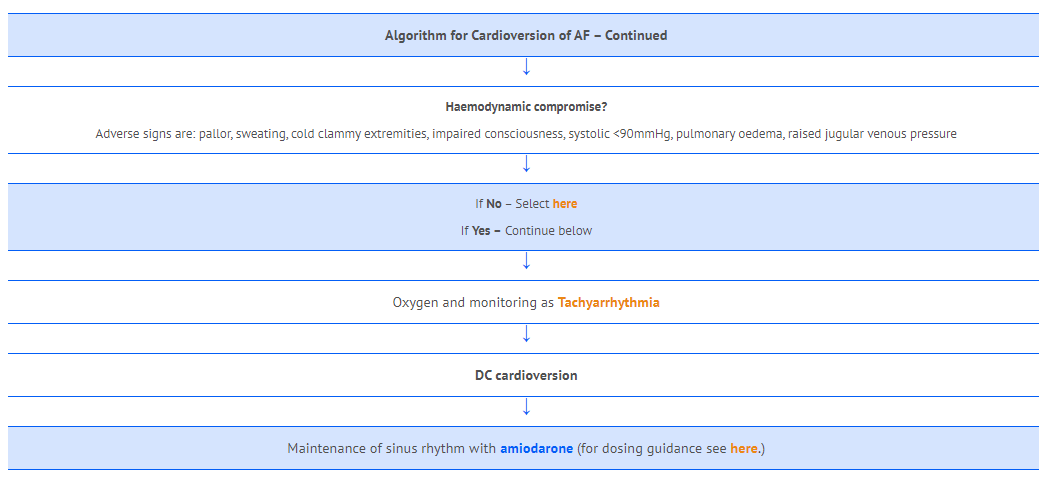 Algorithm for Cardioversion of AF – Continued
↓
Haemodynamic compromise?
Adverse signs are: pallor, sweating, cold clammy extremities, impaired consciousness, systolic <90mmHg, pulmonary oedema, raised jugular venous pressure
↓
If No – Select here
If Yes – Continue below
↓
Oxygen and monitoring as Tachyarrhythmia
↓
DC cardioversion
↓
Maintenance of sinus rhythm with amiodarone (for dosing guidance see here.)